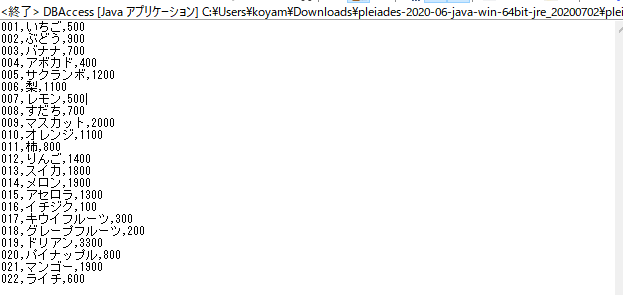 <終了> DBAccess [Java アプリケーション] C:¥Users¥koyam¥Downloads¥pleiades-2020-06-java-win-64bit-jre_20200702¥plei
001,いちご,500
002,ぶどう,900
003,バナナ,700
004,アボカド,400
005,サクランボ,1200
006,梨,1100
007,レモン,500
008,すだち,700
009,マスカット,2000
010,オレンジ,1100
011,柿,800
012,りんご,1400
013,スイカ,1800
014,メロン,1900
015,アセロラ,1300
016,イチジク,100
017,キウイフルーツ,300
018,グレープフルーツ,200
019,ドリアン,3300
020,パイナップル,800
021,マンゴー,1900
022,ライチ,600